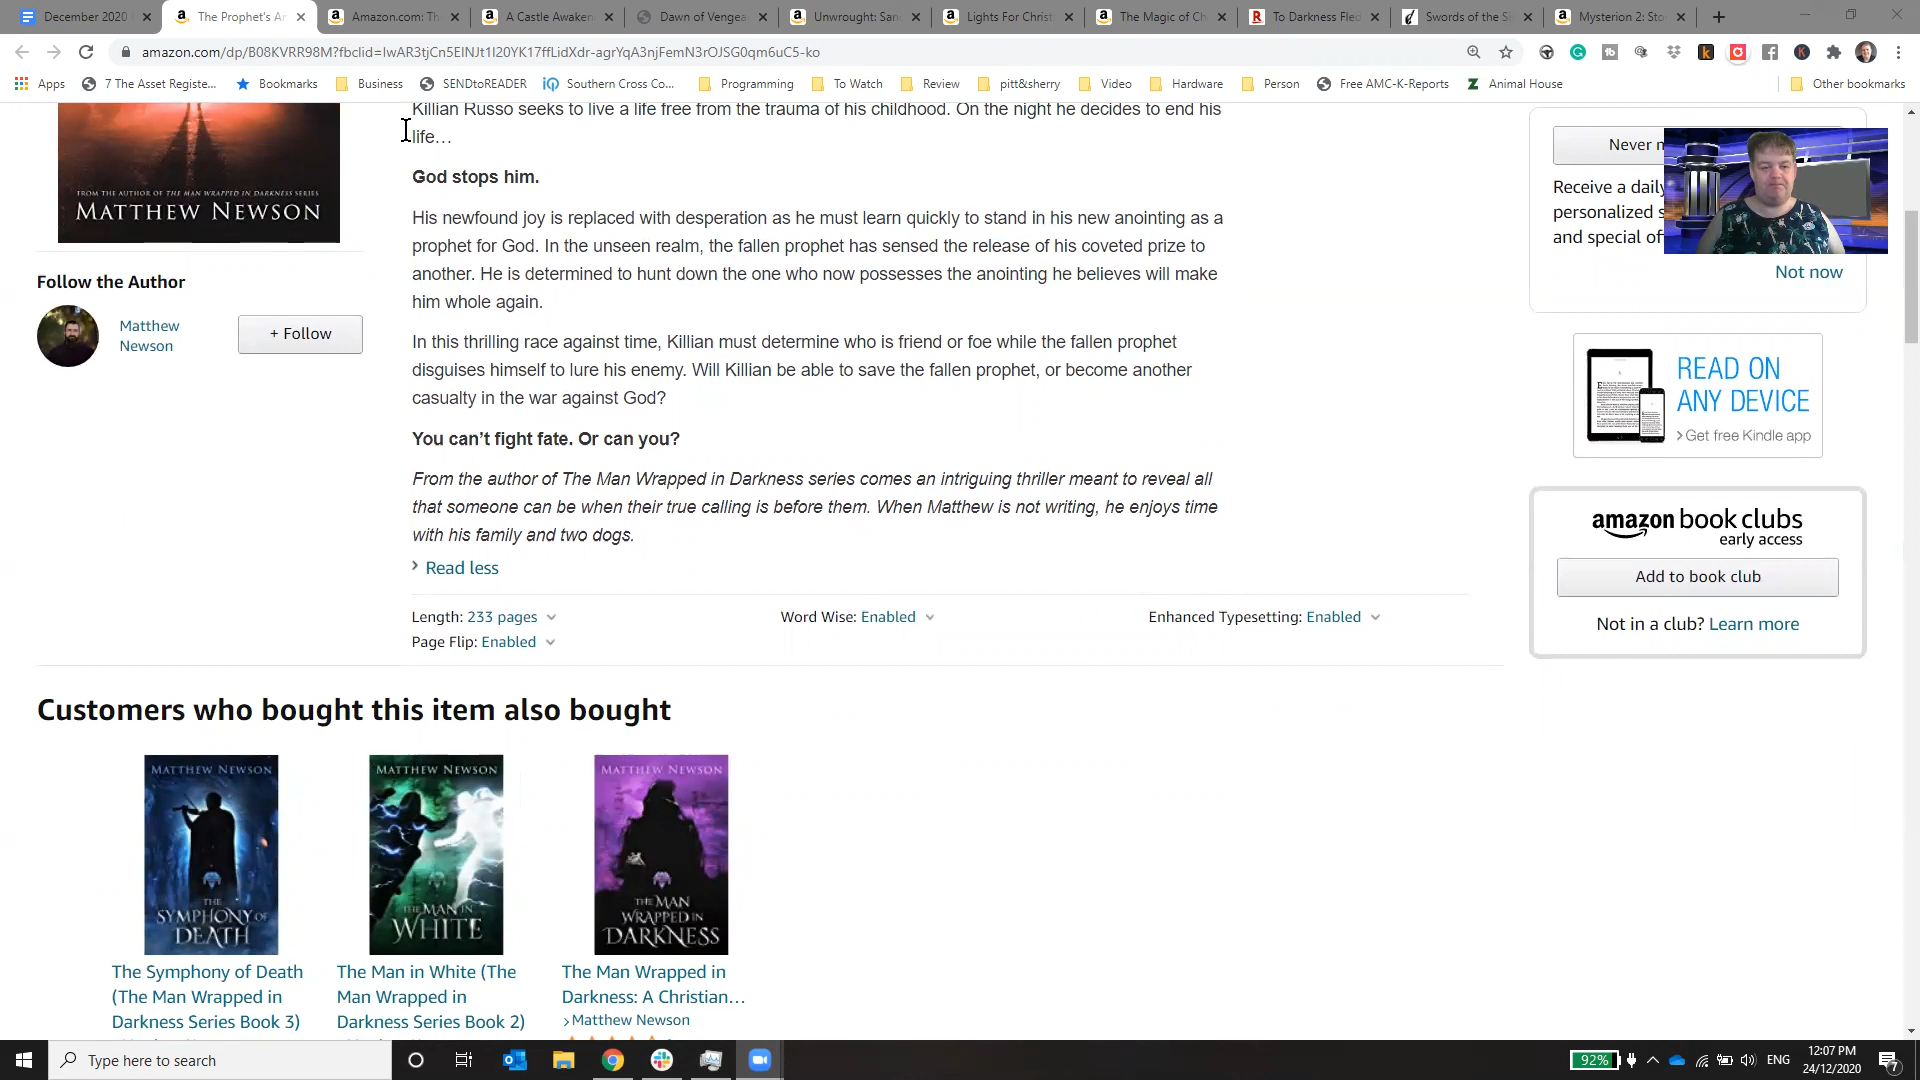 December 2020
The Prophet's Ar
Amazon.com: Th
A Castle Awaken
Dawn of Vengea
Unwrought: San
Lights For Christ
The Magic of Ch
To Darkness Fled
Swords of the Si
Mysterion 2: Sto
amazon.com/dp/B08KVRR98M?fbclid=IwAR3tjCn5ElNJt1I20YK17ffLidXdr-agrYqA3njFemN3rOJSG0qm6uC5-ko
Apps
7 The Asset Registe...
Bookmarks
Business
SENDtoREADER
Southern Cross Co...
Programming
To Watch
Review
pitt&sherry
Video
Hardware
Person
Free AMC-K-Reports
Animal House
Other bookmarks
FROM THE AUTHOR OF THE MAN WRAPPED IN DARKNESS SERIES
MATTHEW NEWSON
Follow the Author
Matthew
Newson
+ Follow
Killian Russo seeks to live a life free from the trauma of his childhood. On the night he decides to end his
life…
God stops him.
His newfound joy is replaced with desperation as he must learn quickly to stand in his new anointing as a
prophet for God. In the unseen realm, the fallen prophet has sensed the release of his coveted prize to
another. He is determined to hunt down the one who now possesses the anointing he believes will make
him whole again.
In this thrilling race against time, Killian must determine who is friend or foe while the fallen prophet
disguises himself to lure his enemy. Will Killian be able to save the fallen prophet, or become another
casualty in the war against God?
You can't fight fate. Or can you?
From the author of The Man Wrapped in Darkness series comes an intriguing thriller meant to reveal all
that someone can be when their true calling is before them. When Matthew is not writing, he enjoys time
with his family and two dogs.
Read less
Length: 233 pages
Word Wise: Enabled
Enhanced Typesetting: Enabled
Page Flip: Enabled
Never m
Receive a daily
personalized s
and special of
Not now
READ ON
ANY DEVICE
Get free Kindle app
amazon book clubs
early access
Add to book club
Not in a club? Learn more
Customers who bought this item also bought
MATTHEW NEWSON
THE
SYMPHONY OF
DEATH
MATTHEW NEWSON
THE MAN IN
WHITE
MATTHEW NEWSON
THE MAN
WRAPPED IN
DARKNESS
The Symphony of Death
(The Man Wrapped in
Darkness Series Book 3)
The Man in White (The
Man Wrapped in
Darkness Series Book 2)
The Man Wrapped in
Darkness: A Christian…
Matthew Newson
Type here to search
92%
ENG
12:07 PM
24/12/2020
7